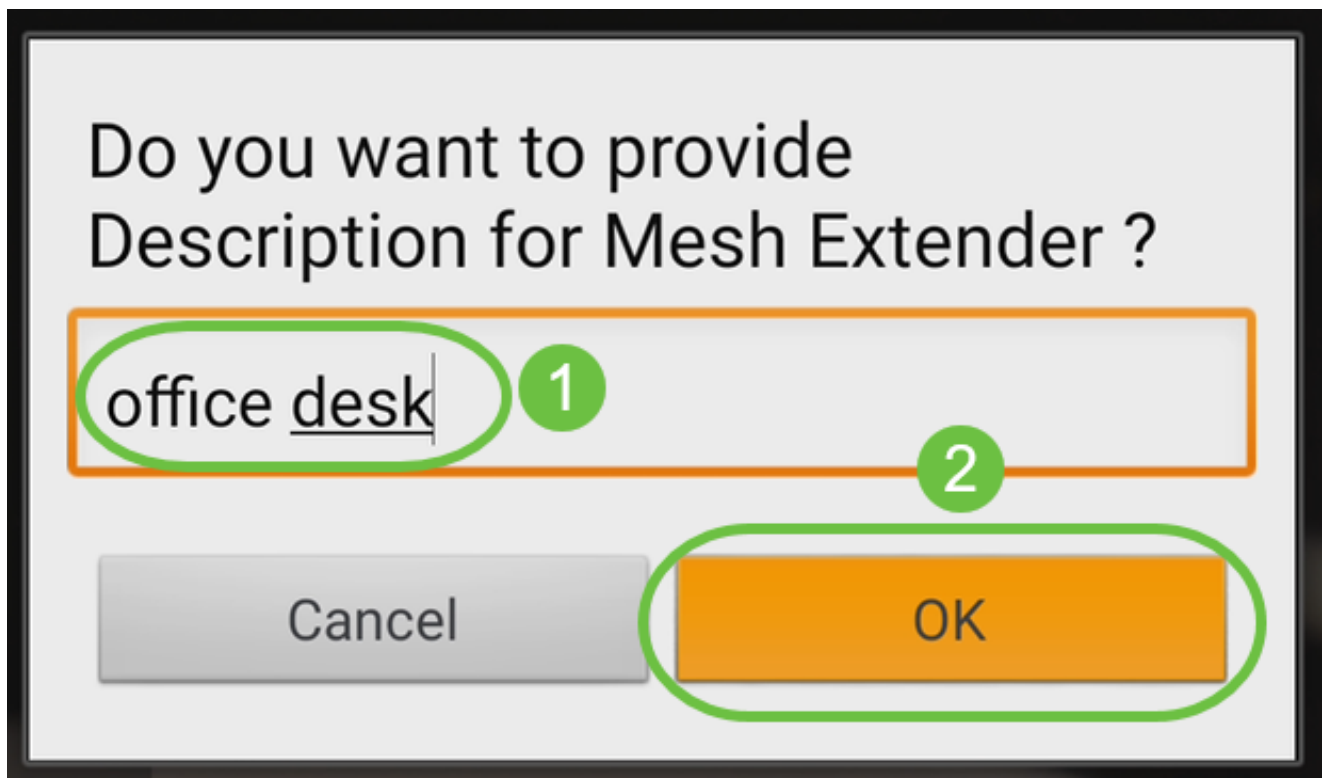 Do you want to provide
Description for Mesh Extender ?
office desk
1
2
Cancel
OK